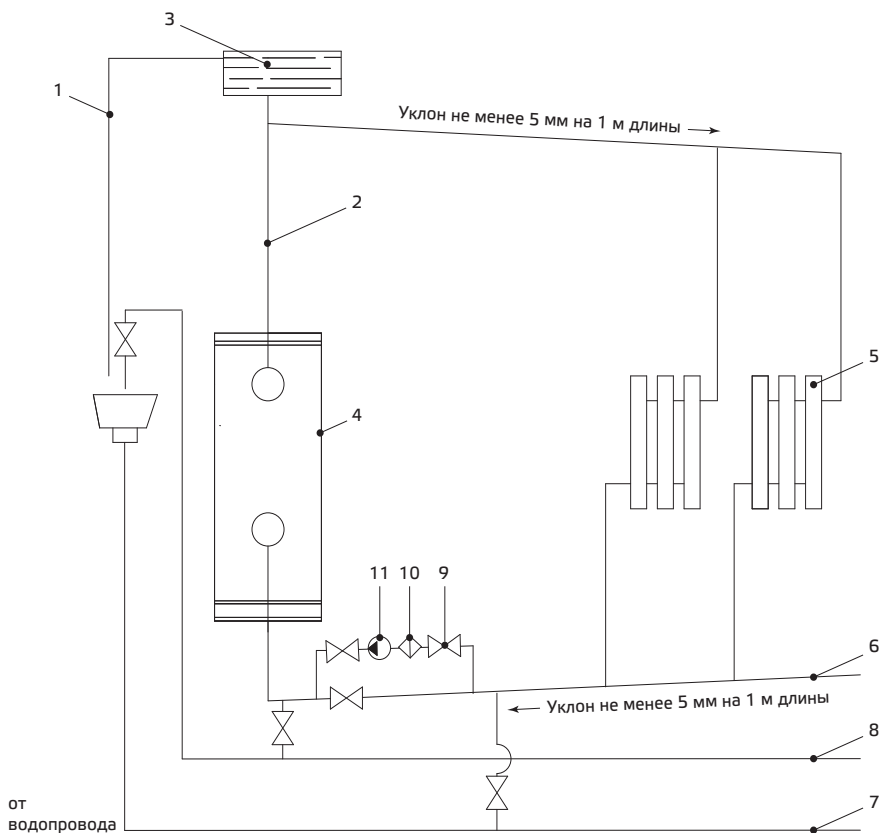 3
1
Уклон не менее 5 мм на 1 м длины
2
5
4
11 10 9
6
Уклон не менее 5 мм на 1 м длины
8
от
водопровода
7